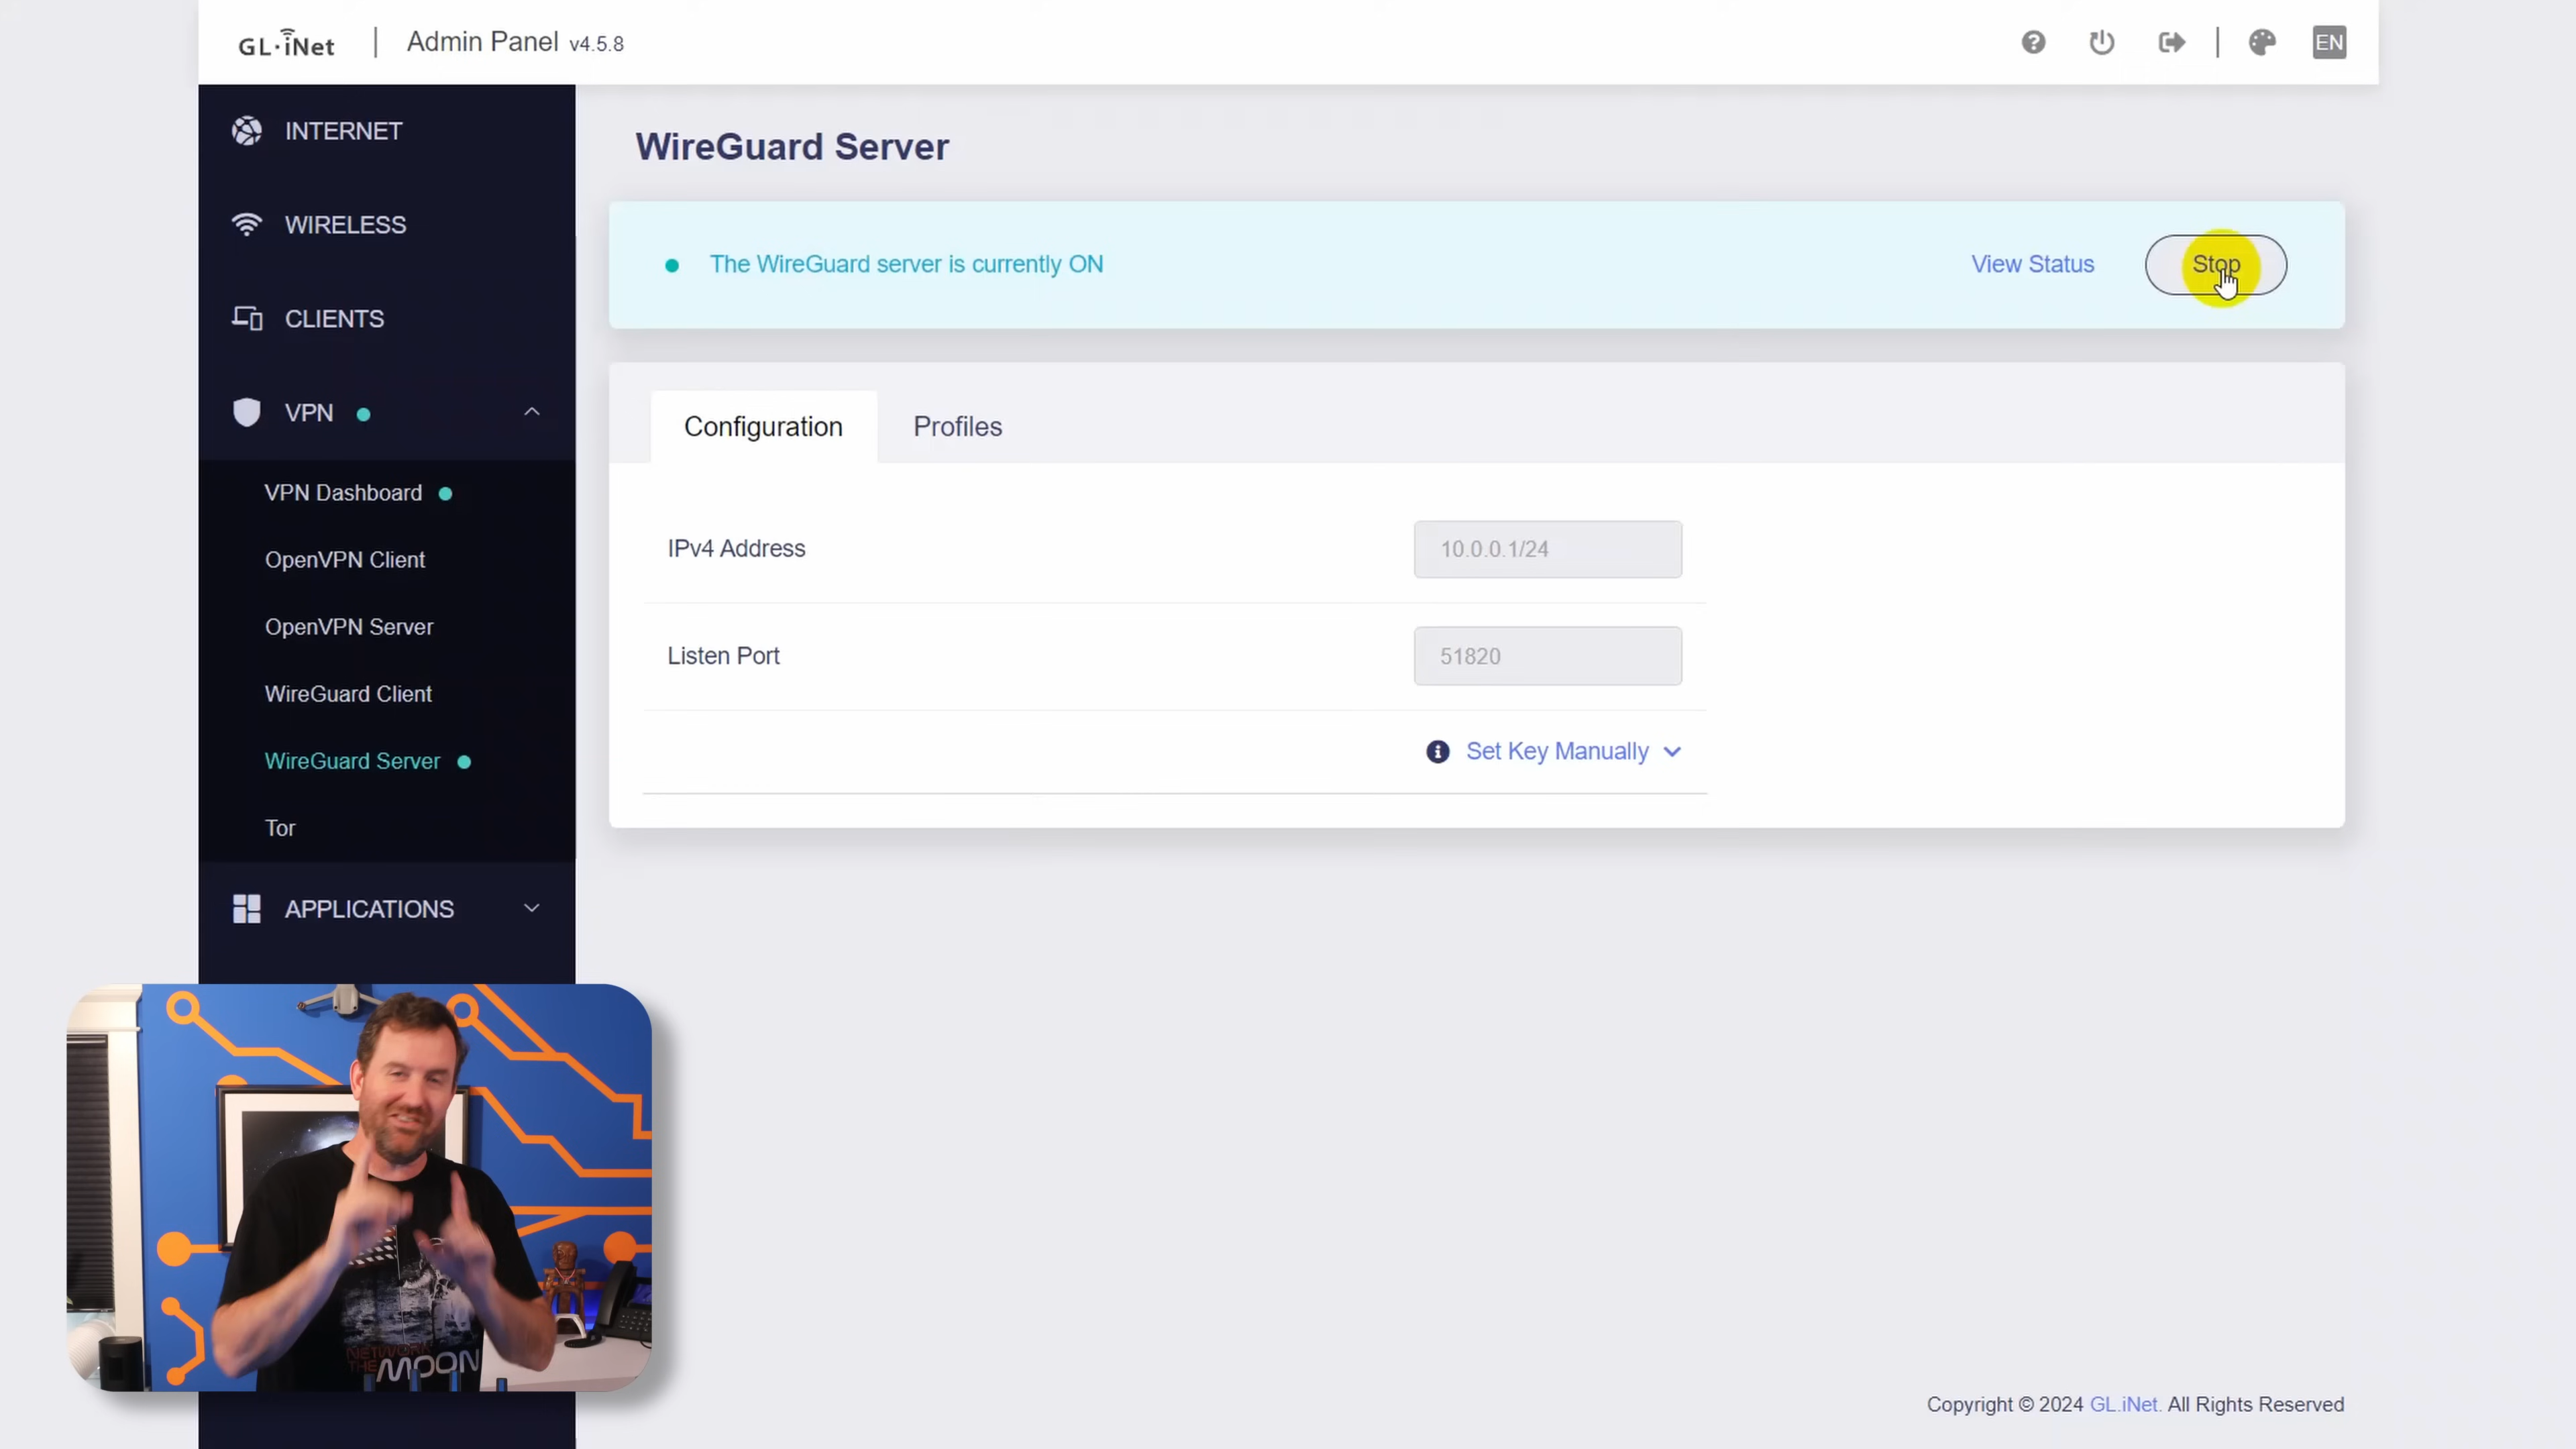 GL·iNet | Admin Panel v4.5.8
EN
INTERNET
WIRELESS
CLIENTS
VPN
VPN Dashboard
OpenVPN Client
OpenVPN Server
WireGuard Client
WireGuard Server
Tor
APPLICATIONS
WireGuard Server
The WireGuard server is currently ON
View Status
Stop
Configuration
Profiles
IPv4 Address
10.0.0.1/24
Listen Port
51820
Set Key Manually
NETWORK
THE MOON
Copyright © 2024 GL.iNet. All Rights Reserved